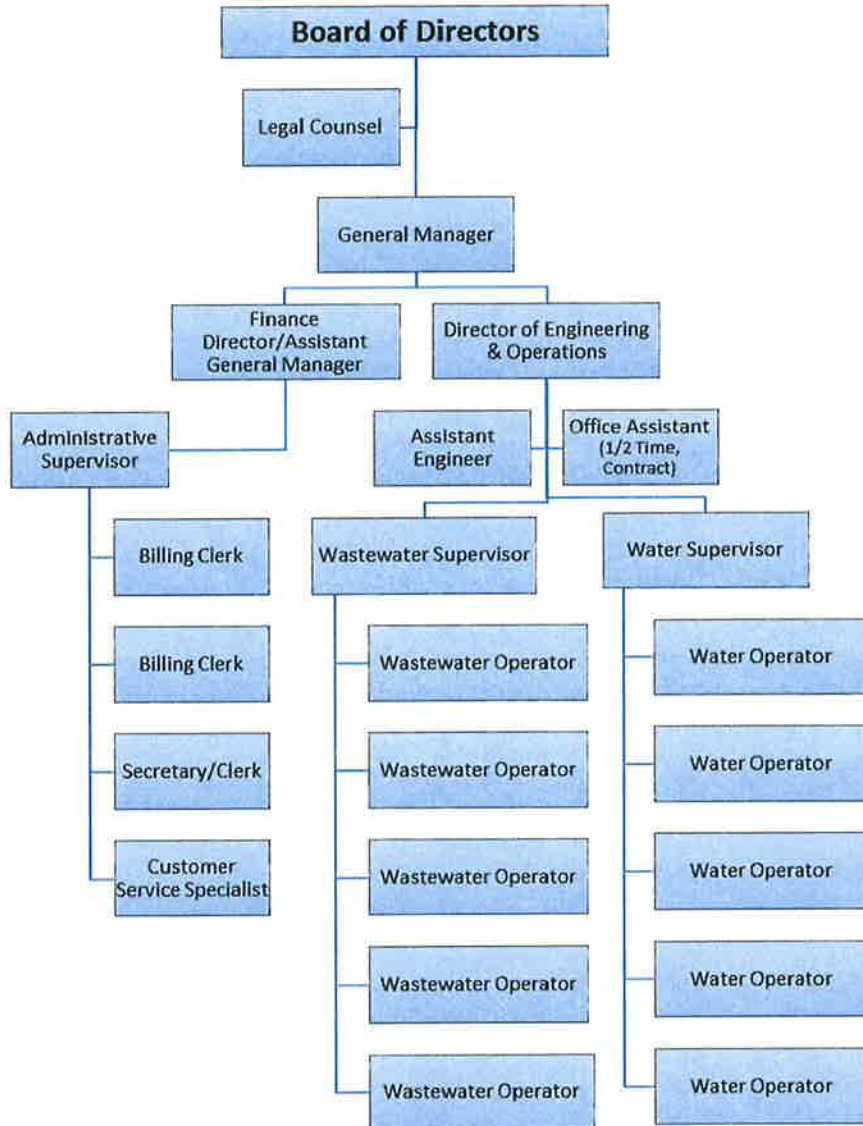 Board of Directors
Legal Counsel
General Manager
Finance
Director/Assistant
General Manager
Director of Engineering
& Operations
Administrative
Supervisor
Assistant
Engineer
Office Assistant
(1/2 Time,
Contract)
Billing Clerk
Billing Clerk
Secretary/Clerk
Customer
Service Specialist
Wastewater Supervisor
Wastewater Operator
Wastewater Operator
Wastewater Operator
Wastewater Operator
Wastewater Operator
Water Supervisor
Water Operator
Water Operator
Water Operator
Water Operator
Water Operator